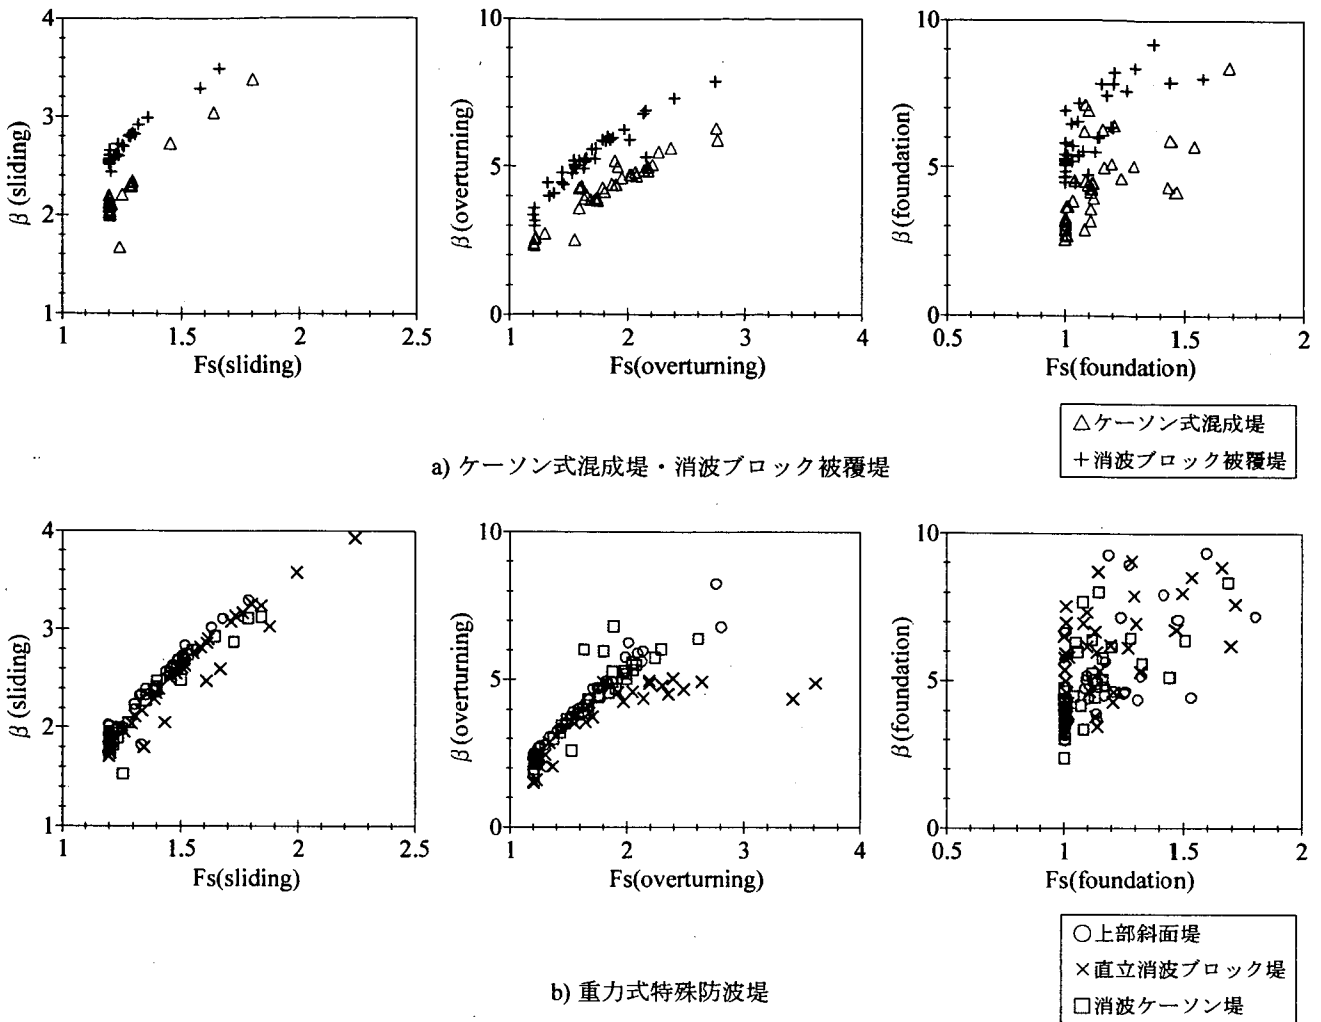 4
3
2
1
β (sliding)
1
1.5
2
2.5
Fs(sliding)
10
5
0
β (overturning)
1
2
3
4
Fs(overturning)
10
5
0
β (foundation)
0.5
1
1.5
2
Fs(foundation)
△ケーソン式混成堤
+消波ブロック被覆堤
a) ケーソン式混成堤・消波ブロック被覆堤
4
3
2
1
β (sliding)
1
1.5
2
2.5
Fs(sliding)
10
5
0
β (overturning)
1
2
3
4
Fs(overturning)
10
5
0
β (foundation)
0.5
1
1.5
2
Fs(foundation)
○上部斜面堤
×直立消波ブロック堤
□消波ケーソン堤
b) 重力式特殊防波堤